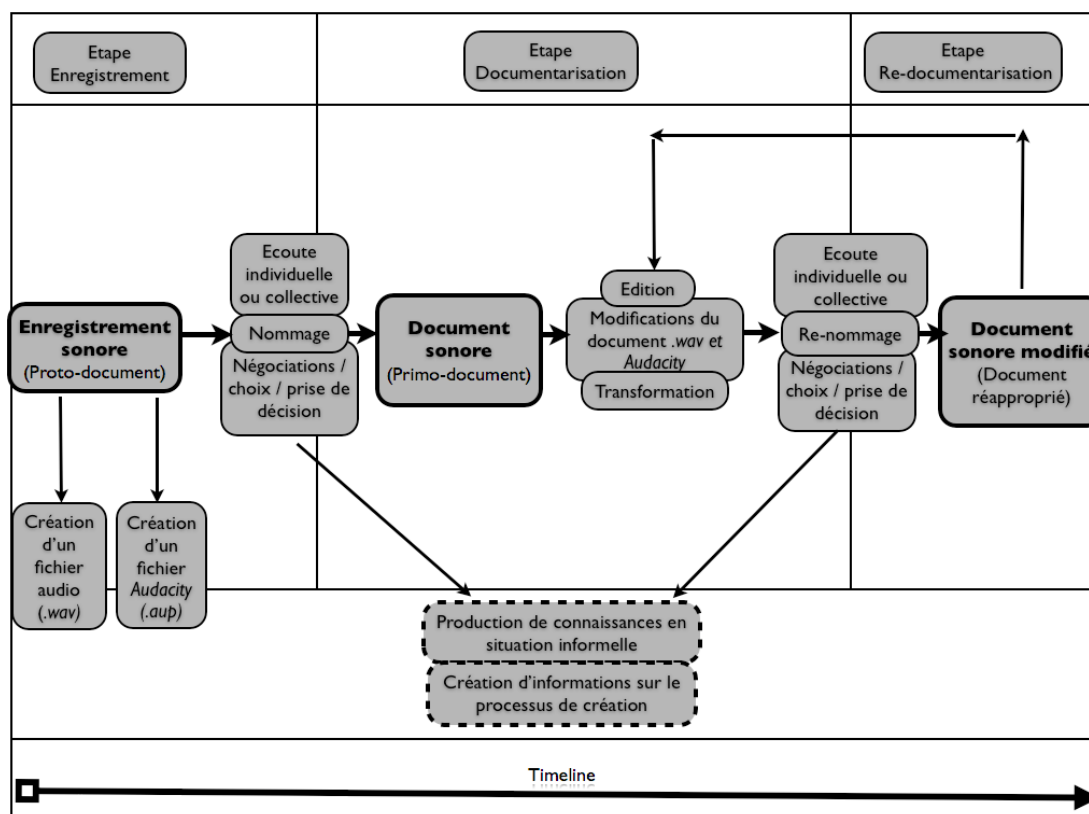 Etape
Enregistrement
Etape
Documentarisation
Etape
Re-documentarisation
Enregistrement
sonore
(Proto-document)
Ecoute
individuelle
ou collective
Nommage
Négociations /
choix / prise de
décision
Document
sonore
(Primo-document)
Edition
Modifications du
document .wav et
Audacity
Transformation
Ecoute
individuelle ou
collective
Re-nommage
Négociations /
choix / prise de
décision
Document
sonore modifié
(Document
réapproprié)
Création
d'un
fichier
audio
(.wav)
Création
d'un
fichier
Audacity
(.aup)
Production de connaissances en
situation informelle
Création d'informations sur le
processus de création
Timeline